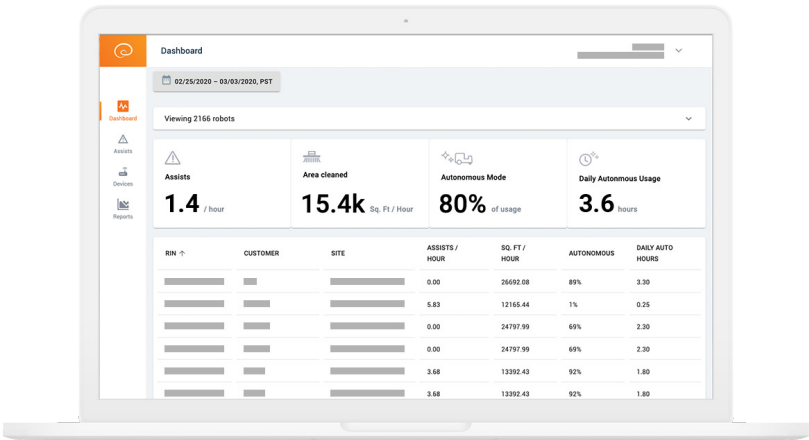 Dashboard
02/25/2020 – 03/03/2020, PST
Dashboard
Viewing 2166 robots
Assists
Devices
Reports
Assists
1.4 / hour
Area cleaned
15.4k Sq. Ft / Hour
Autonomous Mode
80% of usage
Daily Autonmous Usage
3.6 hours
RIN ↑ CUSTOMER SITE ASSISTS / HOUR SQ. FT / HOUR AUTONOMOUS DAILY AUTO HOURS
0.00 26692.08 89% 3.30
5.83 12165.44 1% 0.25
0.00 24797.99 69% 2.30
0.00 24797.99 69% 2.30
3.68 13392.43 92% 1.80
3.68 13392.43 92% 1.80